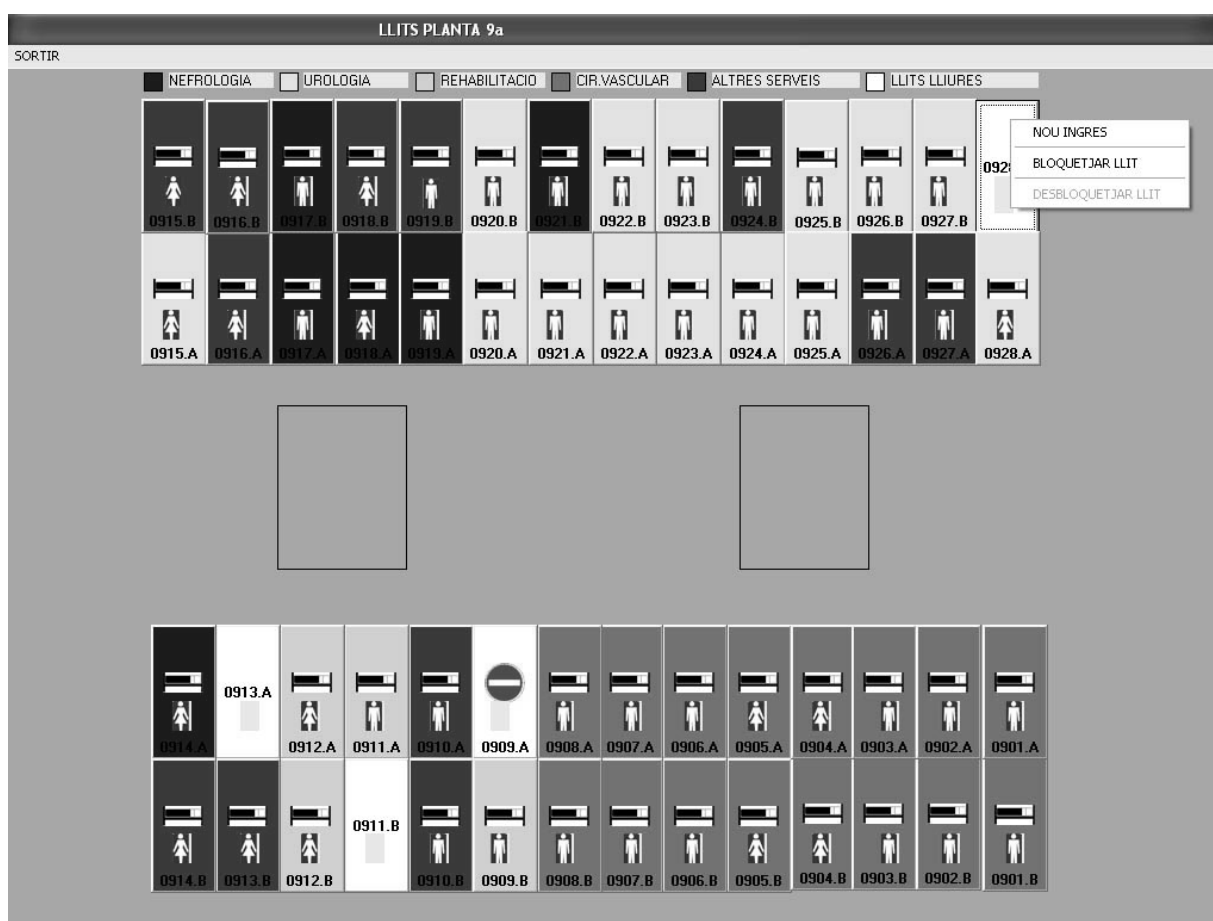 LLITS PLANTA 9a
SORTIR
NEFROLOGIA UROLOGIA REHABILITACIO CIR.VASCULAR ALTRES SERVEIS LLITS LLIURES
NOU INGRES
BLOQUETJAR LLIT
DESBLOQUETJAR LLIT
0915.B 0916.B 0917.B 0918.B 0919.B 0920.B 0921.B 0922.B 0923.B 0924.B 0925.B 0926.B 0927.B 092
0915.A 0916.A 0917.A 0918.A 0919.A 0920.A 0921.A 0922.A 0923.A 0924.A 0925.A 0926.A 0927.A 0928.A
0914.A 0913.A 0912.A 0911.A 0910.A 0909.A 0908.A 0907.A 0906.A 0905.A 0904.A 0903.A 0902.A 0901.A
0914.B 0913.B 0912.B 0911.B 0910.B 0909.B 0908.B 0907.B 0906.B 0905.B 0904.B 0903.B 0902.B 0901.B